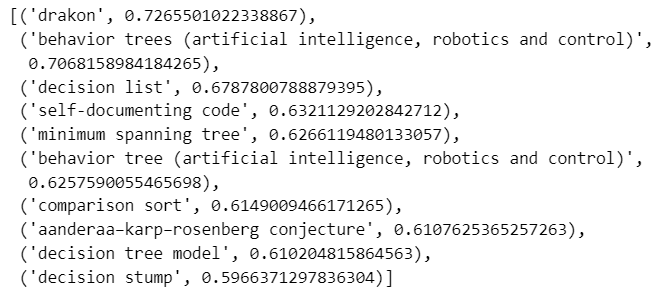 [('drakon', 0.7265501022338867),
('behavior trees (artificial intelligence, robotics and control)',
0.7068158984184265),
('decision list', 0.6787800788879395),
('self-documenting code', 0.6321129202842712),
('minimum spanning tree', 0.6266119480133057),
('behavior tree (artificial intelligence, robotics and control)',
0.6257590055465698),
('comparison sort', 0.6149009466171265),
('aanderaa–karp–rosenberg conjecture', 0.6107625365257263),
('decision tree model', 0.610204815864563),
('decision stump', 0.5966371297836304)]